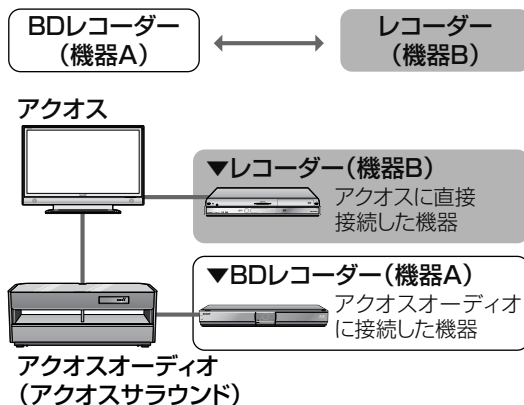 BDレコーダー
（機器A）
レコーダー
（機器B）
アクオス
▼レコーダー（機器B）
アクオスに直接
接続した機器
▼BDレコーダー（機器A）
アクオスオーディオ
に接続した機器
アクオスオーディオ
（アクオスサラウンド）